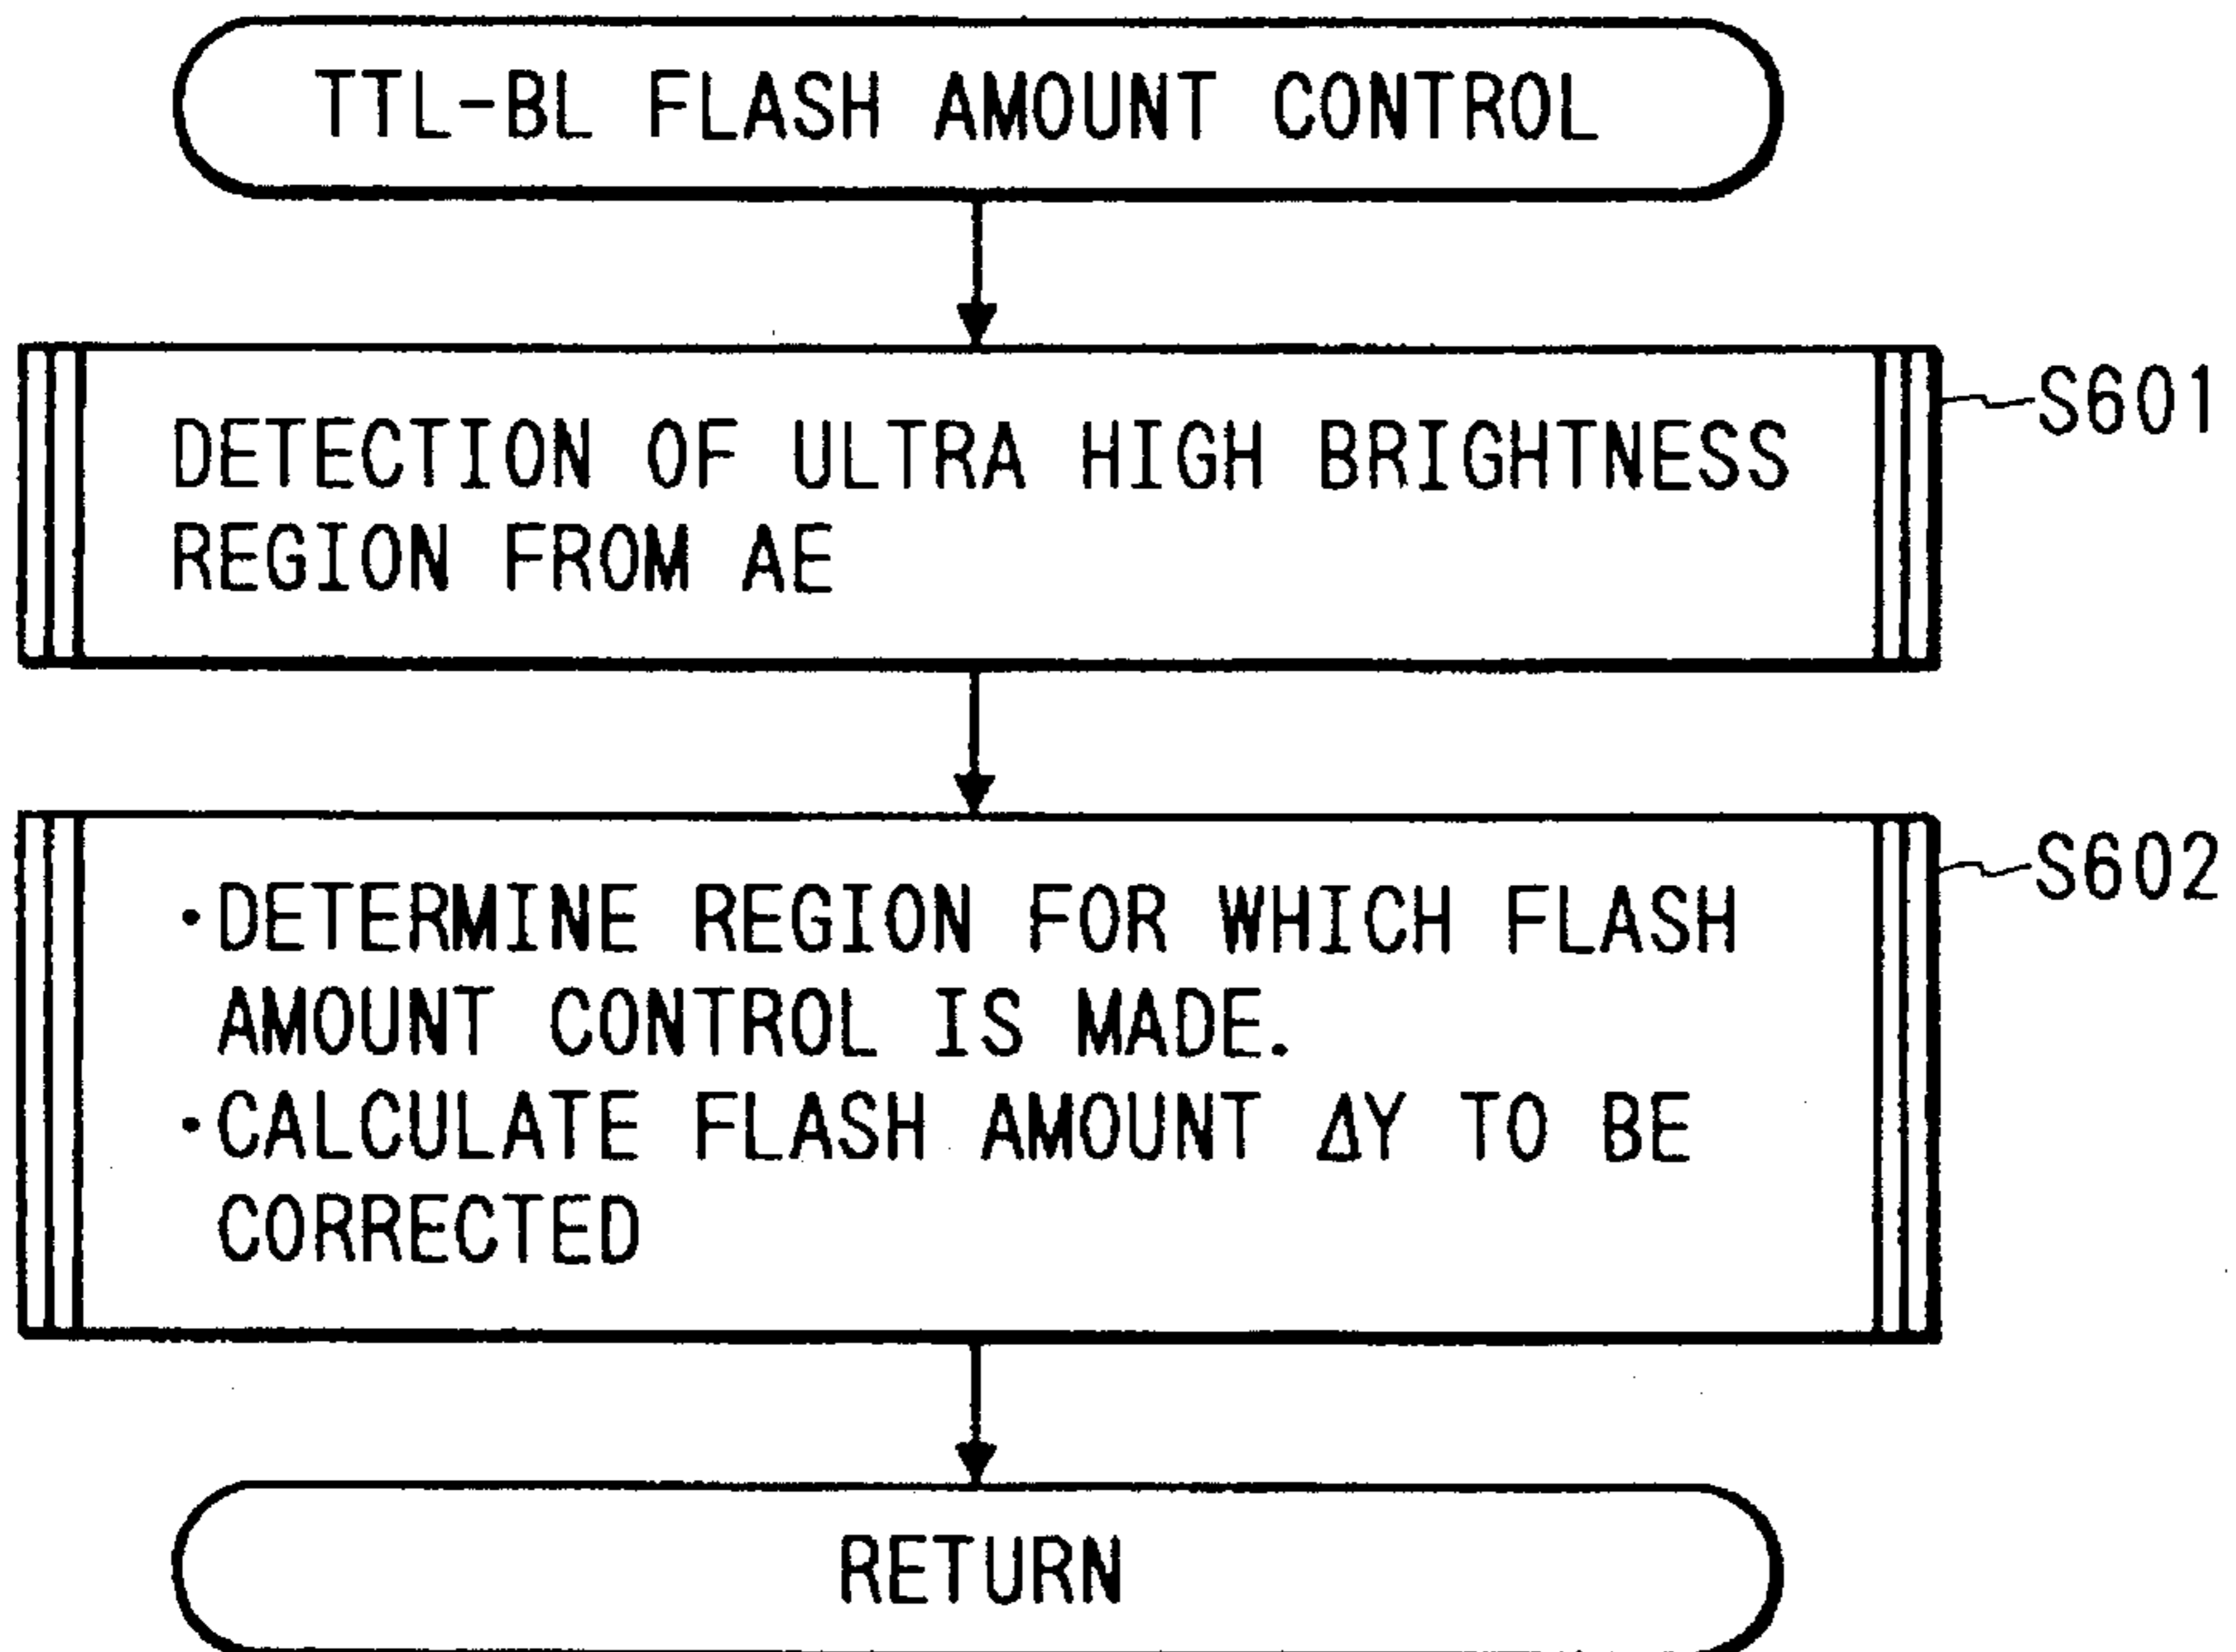 TTL-BL FLASH AMOUNT CONTROL
S601
DETECTION OF ULTRA HIGH BRIGHTNESS
REGION FROM AE
S602
•DETERMINE REGION FOR WHICH FLASH
AMOUNT CONTROL IS MADE.
•CALCULATE FLASH AMOUNT ΔY TO BE
CORRECTED
RETURN